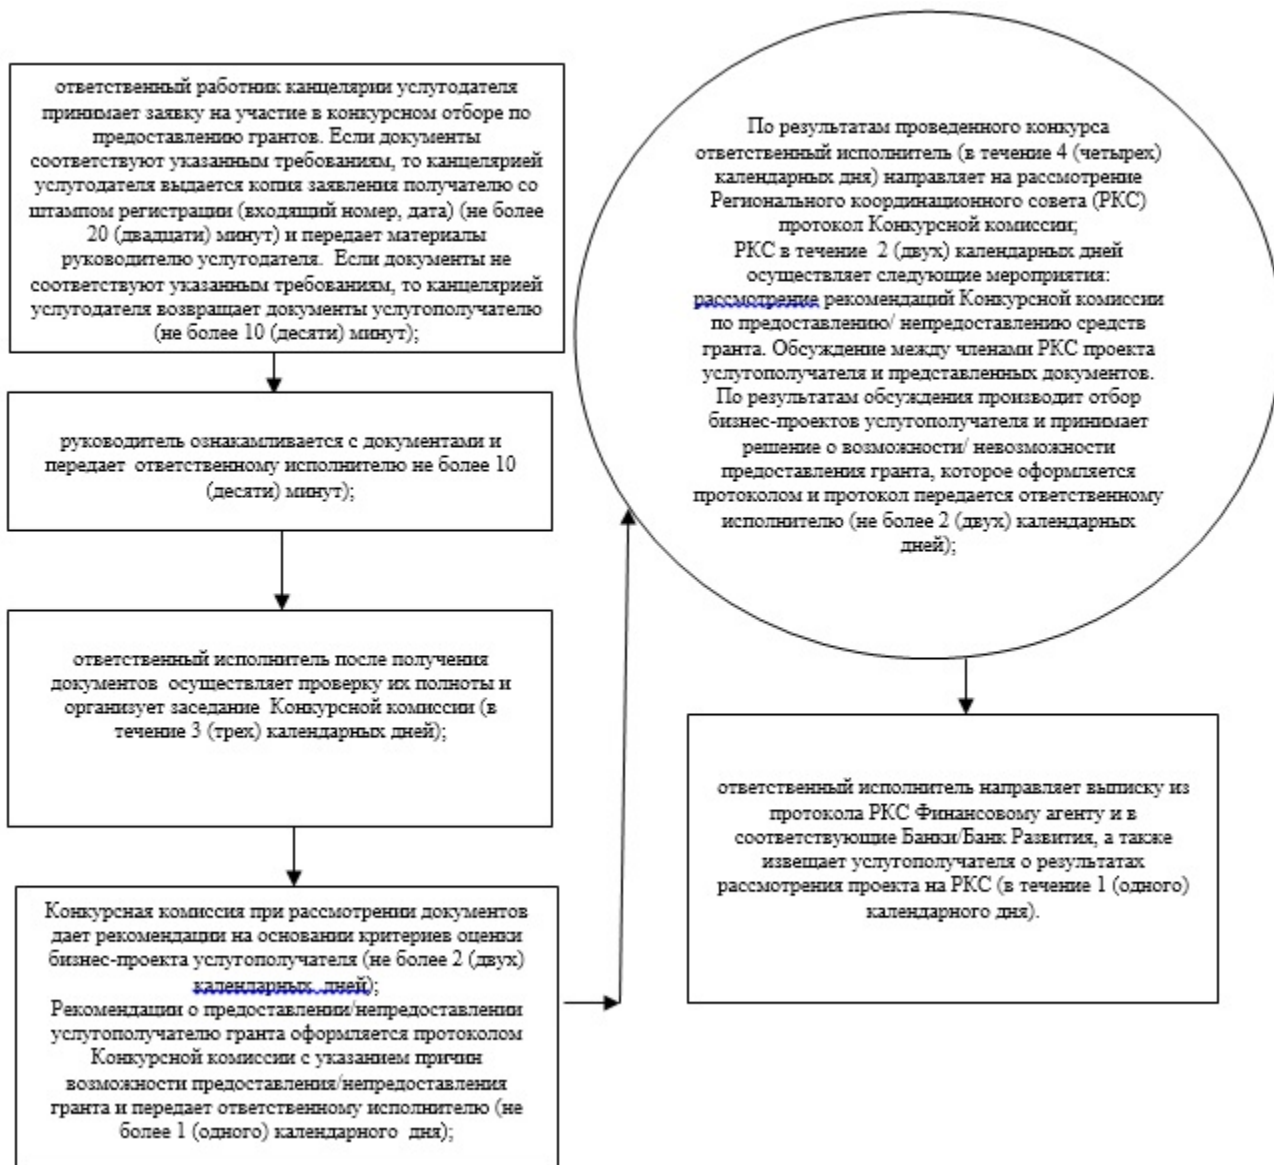 ответственный работник канцелярии услугодателя
принимает заявку на участие в конкурсном отборе по
предоставлению грантов. Если документы
соответствуют указанным требованиям, то канцелярией
услугодателя выдается копия заявления получателю со
штампом регистрации (входящий номер, дата) (не более
20 (двадцати) минут) и передает материалы
руководителю услугодателя. Если документы не
соответствуют указанным требованиям, то канцелярией
услугодателя возвращает документы услугополучателю
(не более 10 (десяти) минут);
руководитель ознакамливается с документами и
передает ответственному исполнителю не более 10
(десяти) минут);
ответственный исполнитель после получения
документов осуществляет проверку их полноты и
организует заседание Конкурсной комиссии (в
течение 3 (трех) календарных дней);
Конкурсная комиссия при рассмотрении документов
дает рекомендации на основании критериев оценки
бизнес-проекта услугополучателя (не более 2 (двух)
календарных дней);
Рекомендации о предоставлении/непредоставлении
услугополучателю гранта оформляется протоколом
Конкурсной комиссии с указанием причин
возможности предоставления/непредоставления
гранта и передает ответственному исполнителю (не
более 1 (одного) календарного дня);
По результатам проведенного конкурса
ответственный исполнитель (в течение 4 (четырех)
календарных дня) направляет на рассмотрение
Регионального координационного совета (РКС)
протокол Конкурсной комиссии;
РКС в течение 2 (двух) календарных дней
осуществляет следующие мероприятия:
рассмотрение рекомендаций Конкурсной комиссии
по предоставлению/ непредоставлению средств
гранта. Обсуждение между членами РКС проекта
услугополучателя и представленных документов.
По результатам обсуждения производит отбор
бизнес-проектов услугополучателя и принимает
решение о возможности/ невозможности
предоставления гранта, которое оформляется
протоколом и протокол передается ответственному
исполнителю (не более 2 (двух) календарных
дней);
ответственный исполнитель направляет выписку из
протокола РКС Финансовому агенту и в
соответствующие Банки/Банк Развития, а также
извещает услугополучателя о результатах
рассмотрения проекта на РКС (в течение 1 (одного)
календарного дня).